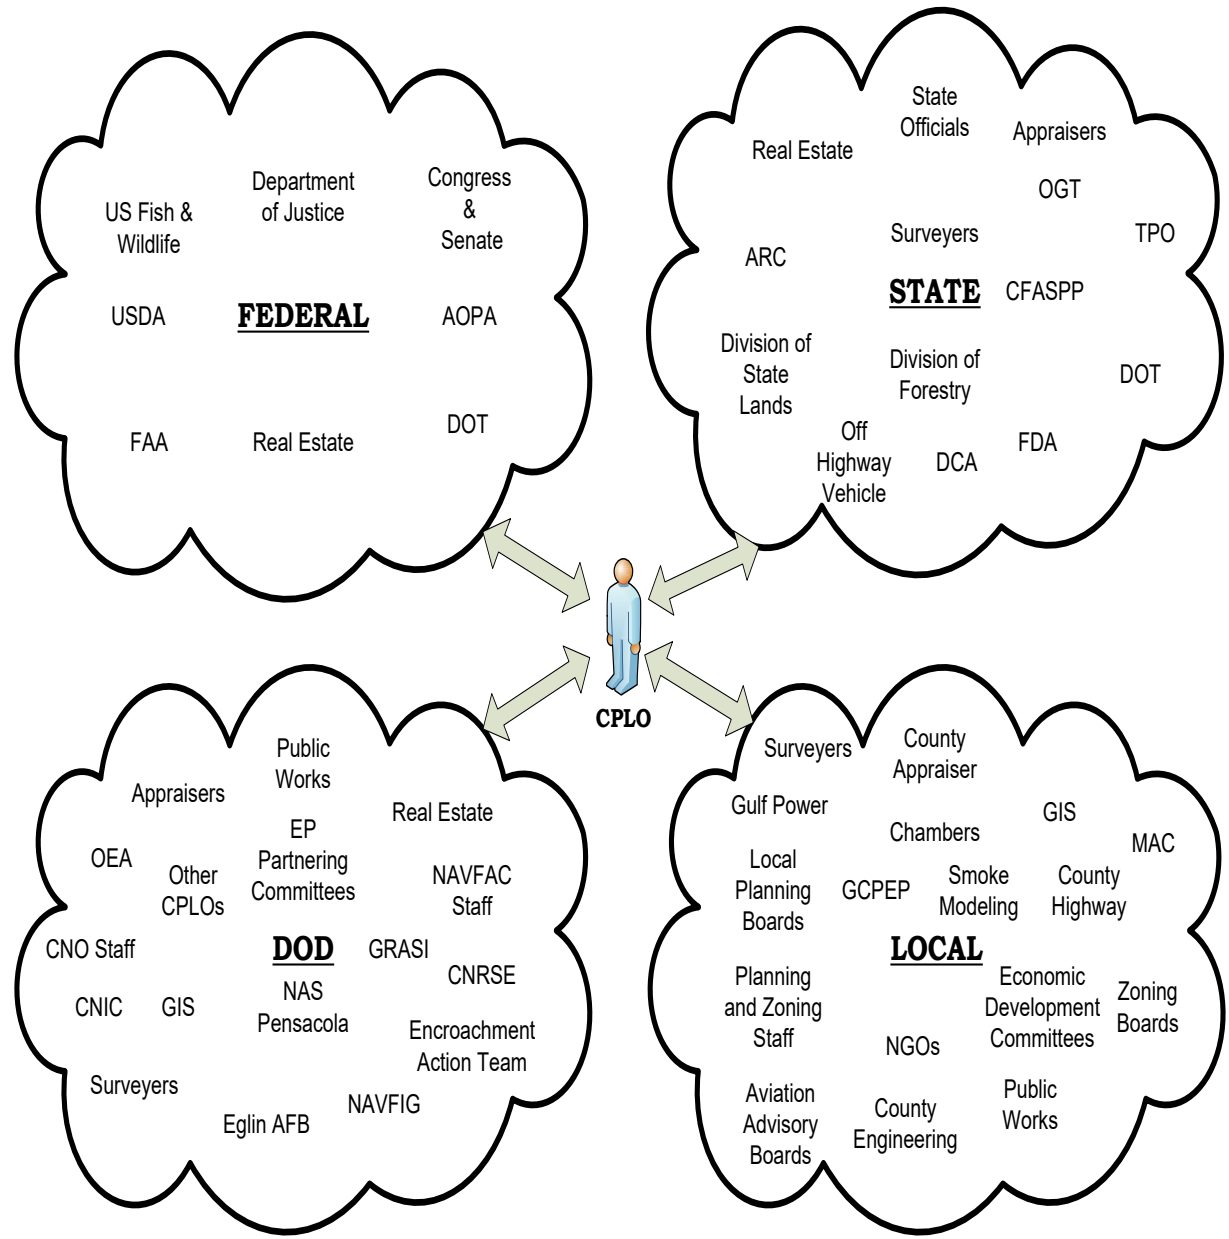 US Fish &
Wildlife
Department
of Justice
Congress
&
Senate
USDA
FEDERAL
AOPA
FAA
Real Estate
DOT
State
Officials
Real Estate
Appraisers
OGT
Surveyers
TPO
ARC
STATE
CFASPP
Division of
State
Lands
Division of
Forestry
DOT
Off
Highway
Vehicle
DCA
FDA
CPLO
Public
Works
Appraisers
Real Estate
EP
Partnering
Committees
OEA
Other
CPLOs
NAVFAC
Staff
CNO Staff
DOD
GRASI
CNRSE
CNIC
GIS
NAS
Pensacola
Encroachment
Action Team
Surveyers
Eglin AFB
NAVFIG
Surveyers
County
Appraiser
Gulf Power
Chambers
GIS
MAC
Local
Planning
Boards
GCPEP
Smoke
Modeling
County
Highway
LOCAL
Planning
and Zoning
Staff
Economic
Development
Committees
Zoning
Boards
NGOs
Aviation
Advisory
Boards
County
Engineering
Public
Works